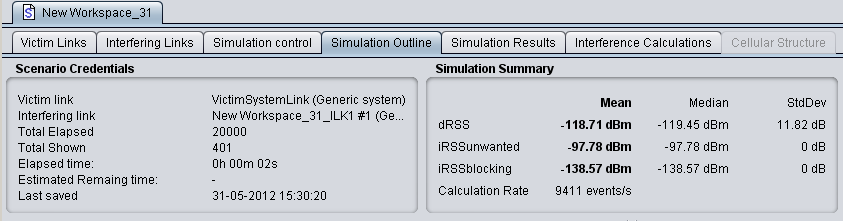 New Workspace_31
Victim Links Interfering Links Simulation control Simulation Outline Simulation Results Interference Calculations Cellular Structure
Scenario Credentials
Victim link VictimSystemLink (Generic system)
Interfering link New Workspace_31_ILK1 #1 (Ge...
Total Elapsed 20000
Total Shown 401
Elapsed time: 0h 00m 02s
Estimated Remaing time: -
Last saved 31-05-2012 15:30:20
Simulation Summary
Mean Median StdDev
dRSS -118.71 dBm -119.45 dBm 11.82 dB
iRSSunwanted -97.78 dBm -97.78 dBm 0 dB
iRSSblocking -138.57 dBm -138.57 dBm 0 dB
Calculation Rate 9411 events/s